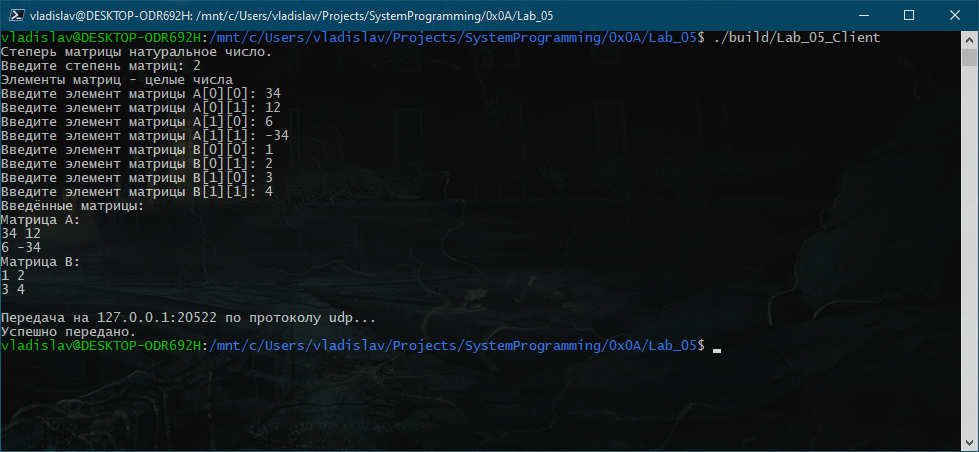 vladislav@DESKTOP-ODR692H: /mnt/c/Users/vladislav/Projects/SystemProgramming/0x0A/Lab_05
vladislav@DESKTOP-ODR692H:/mnt/c/Users/vladislav/Projects/SystemProgramming/0x0A/Lab_05$ ./build/Lab_05_Client
Степерь матрицы натуральное число.
Введите степень матриц: 2
Элементы матриц - целые числа
Введите элемент матрицы A[0][0]: 34
Введите элемент матрицы A[0][1]: 12
Введите элемент матрицы A[1][0]: 6
Введите элемент матрицы A[1][1]: -34
Введите элемент матрицы B[0][0]: 1
Введите элемент матрицы B[0][1]: 2
Введите элемент матрицы B[1][0]: 3
Введите элемент матрицы B[1][1]: 4
Введённые матрицы:
Матрица A:
34 12
6 -34
Матрица B:
1 2
3 4
Передача на 127.0.0.1:20522 по протоколу udp...
Успешно передано.
vladislav@DESKTOP-ODR692H:/mnt/c/Users/vladislav/Projects/SystemProgramming/0x0A/Lab_05$